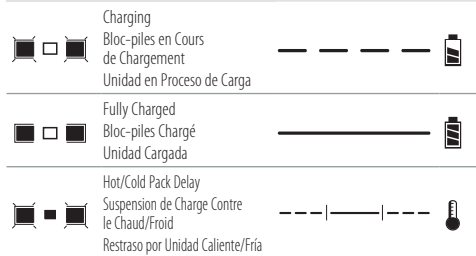 Charging
Bloc-piles en Cours
de Chargement
Unidad en Proceso de Carga
Fully Charged
Bloc-piles Chargé
Unidad Cargada
Hot/Cold Pack Delay
Suspension de Charge Contre
le Chaud/Froid
Restraso por Unidad Caliente/Fría